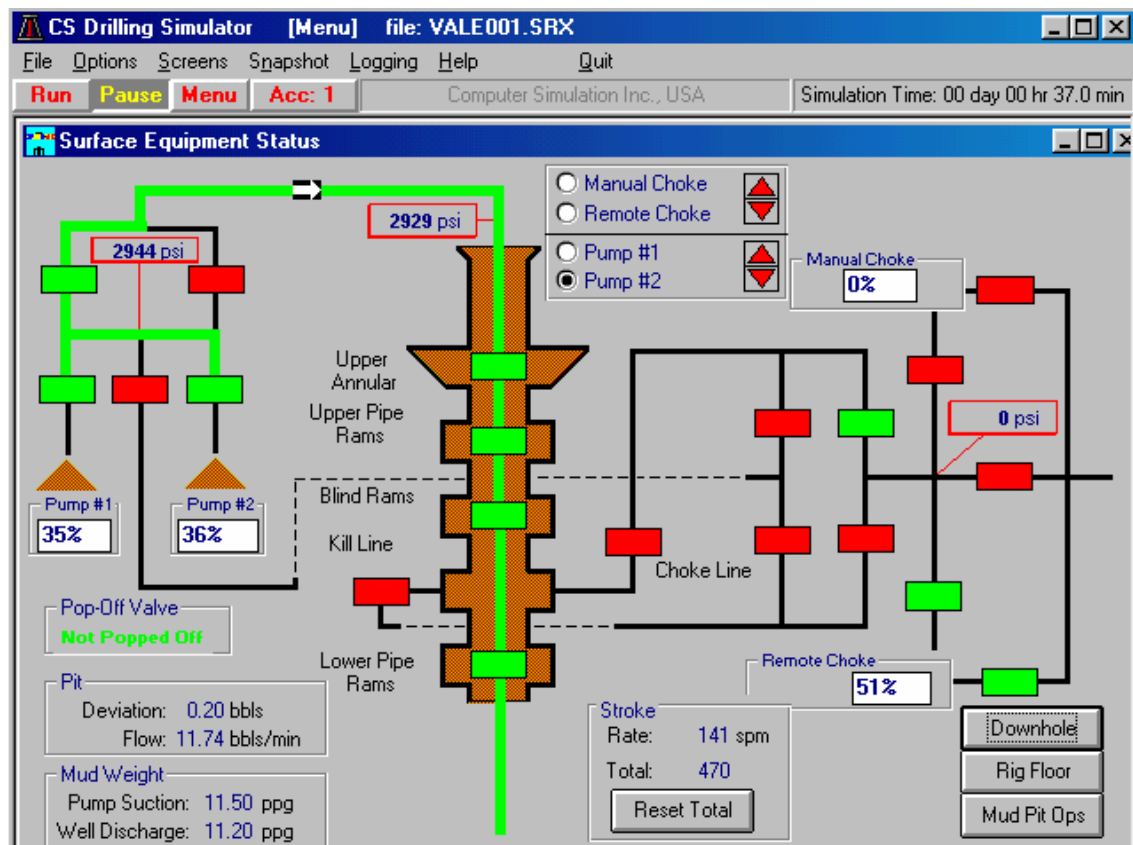 CS Drilling Simulator [Menu] file: VALE001.SRX
File Options Screens Snapshot Logging Help Quit
Run Pause Menu Acc: 1 Computer Simulation Inc., USA Simulation Time: 00 day 00 hr 37.0 min
Surface Equipment Status
Manual Choke
Remote Choke
2929 psi
Pump #1
Pump #2
2944 psi
Manual Choke
0%
Upper
Annular
Upper Pipe
Rams
0 psi
Blind Rams
Pump #1
35%
Pump #2
36%
Kill Line
Choke Line
Pop-Off Valve
Not Popped Off
Lower Pipe
Rams
Remote Choke
51%
Pit
Deviation: 0.20 bbls
Flow: 11.74 bbls/min
Stroke
Rate: 141 spm
Total: 470
Reset Total
Downhole
Rig Floor
Mud Pit Ops
Mud Weight
Pump Suction: 11.50 ppg
Well Discharge: 11.20 ppg